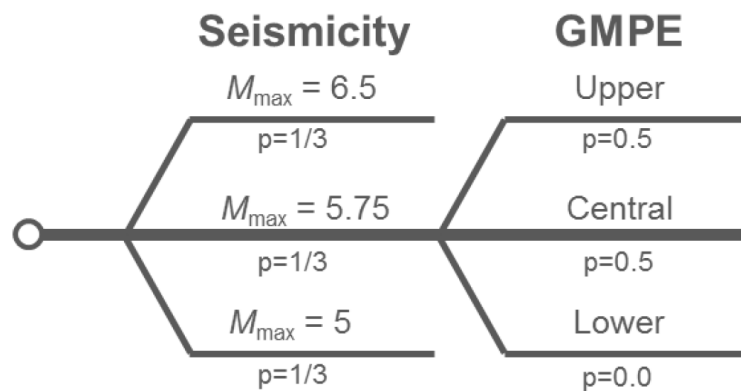 Seismicity GMPE
Mmax = 6.5 Upper
p=1/3 p=0.5
Mmax = 5.75 Central
p=1/3 p=0.5
Mmax = 5 Lower
p=1/3 p=0.0